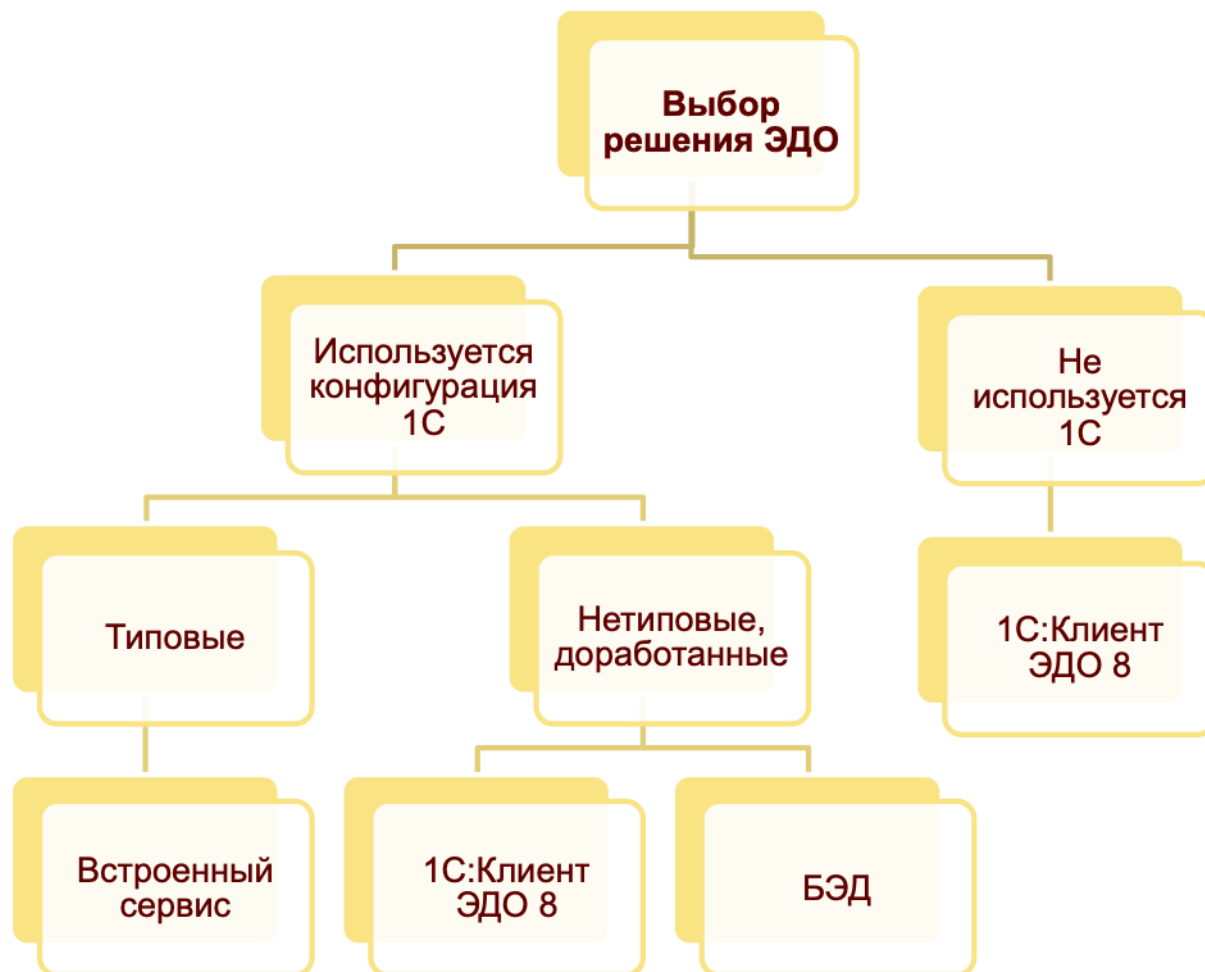 Выбор
решения ЭДО
Используется
конфигурация
1С
Не
используется
1С
Типовые
Нетиповые,
доработанные
1С:Клиент
ЭДО 8
Встроенный
сервис
1С:Клиент
ЭДО 8
БЭД